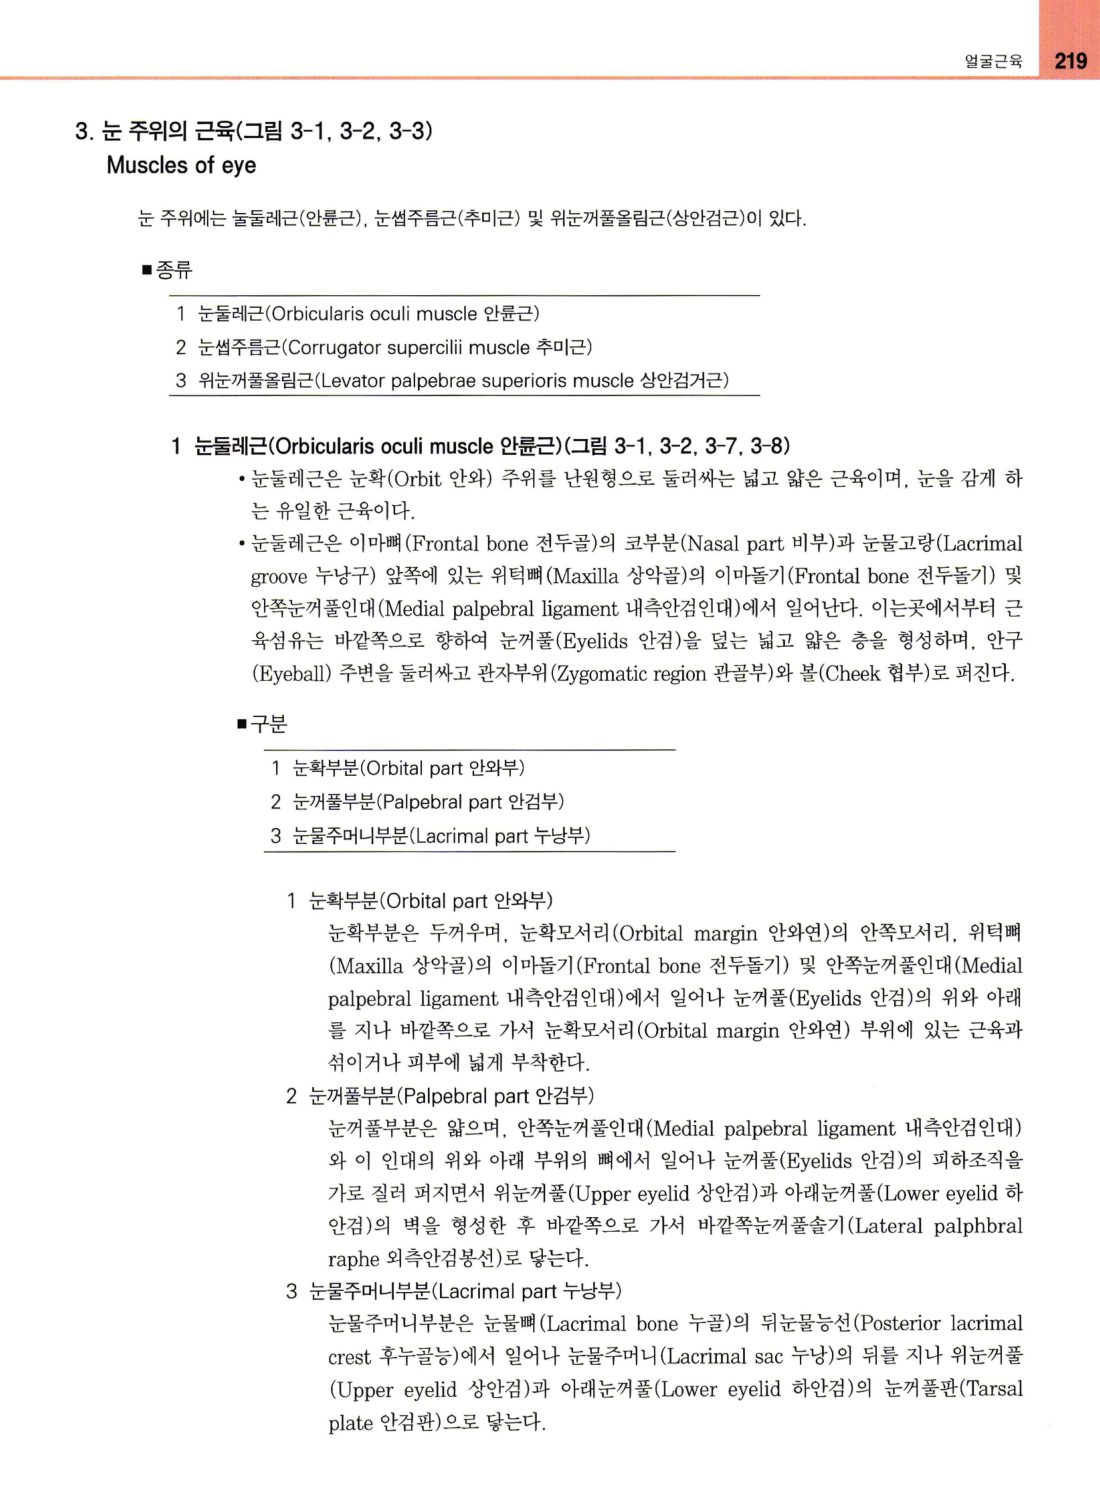 얼굴근육 219
3. 눈 주위의 근육(그림 3-1, 3-2, 3-3)
Muscles of eye
눈 주위에는 눌둘레근(안륜근), 눈썹주름근(추미근) 및 위눈꺼풀올림근(상안검근)이 있다.
■ 종류
1 눈둘레근(Orbicularis oculi muscle 안륜근)
2 눈썹주름근(Corrugator supercilii muscle 추미근)
3 위눈꺼풀올림근(Levator palpebrae superioris muscle 상안검거근)
1 눈둘레근(Orbicularis oculi muscle 안륜근)(그림 3-1, 3-2, 3-7, 3-8)
• 눈둘레근은 눈확(Orbit 안와) 주위를 난원형으로 둘러싸는 넓고 얇은 근육이며, 눈을 감게 하
는 유일한 근육이다.
• 눈둘레근은 이마뼈(Frontal bone 전두골)의 코부분(Nasal part 비부)과 눈물고랑(Lacrimal
groove 누낭구) 앞쪽에 있는 위턱뼈(Maxilla 상악골)의 이마돌기(Frontal bone 전두돌기) 및
안쪽눈꺼풀인대(Medial palpebral ligament 내측안검인대)에서 일어난다. 이는곳에서부터 근
육섬유는 바깥쪽으로 향하여 눈꺼풀(Eyelids 안검)을 덮는 넓고 얇은 층을 형성하며, 안구
(Eyeball) 주변을 둘러싸고 관자부위(Zygomatic region 관골부)와 볼(Cheek 협부)로 퍼진다.
■ 구분
1 눈확부분(Orbital part 안와부)
2 눈꺼풀부분(Palpebral part 안검부)
3 눈물주머니부분(Lacrimal part 누낭부)
1 눈확부분(Orbital part 안와부)
눈확부분은 두꺼우며, 눈확모서리(Orbital margin 안와연)의 안쪽모서리, 위턱뼈
(Maxilla 상악골)의 이마돌기(Frontal bone 전두돌기) 및 안쪽눈꺼풀인대(Medial
palpebral ligament 내측안검인대)에서 일어나 눈꺼풀(Eyelids 안검)의 위와 아래
를 지나 바깥쪽으로 가서 눈확모서리(Orbital margin 안와연) 부위에 있는 근육과
섞이거나 피부에 넓게 부착한다.
2 눈꺼풀부분(Palpebral part 안검부)
눈꺼풀부분은 얇으며, 안쪽눈꺼풀인대(Medial palpebral ligament 내측안검인대)
와 이 인대의 위와 아래 부위의 뼈에서 일어나 눈꺼풀(Eyelids 안검)의 피하조직을
가로 질러 퍼지면서 위눈꺼풀(Upper eyelid 상안검)과 아래눈꺼풀(Lower eyelid 하
안검)의 벽을 형성한 후 바깥쪽으로 가서 바깥쪽눈꺼풀솔기(Lateral palphbral
raphe 외측안검봉선)로 닿는다.
3 눈물주머니부분(Lacrimal part 누낭부)
눈물주머니부분은 눈물뼈(Lacrimal bone 누골)의 뒤눈물능선(Posterior lacrimal
crest 후누골능)에서 일어나 눈물주머니(Lacrimal sac 누낭)의 뒤를 지나 위눈꺼풀
(Upper eyelid 상안검)과 아래눈꺼풀(Lower eyelid 하안검)의 눈꺼풀판(Tarsal
plate 안검판)으로 닿는다.